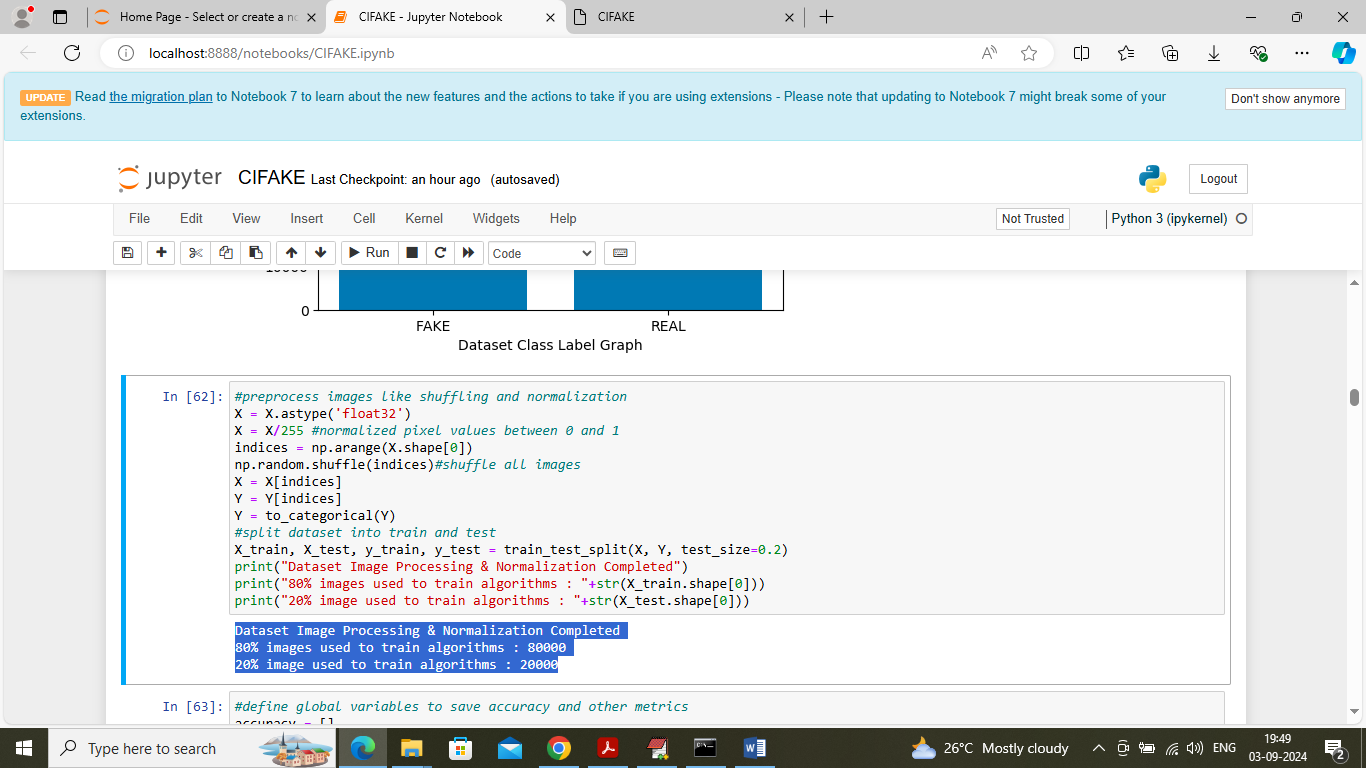 Home Page - Select or create a n
CIFAKE - Jupyter Notebook
CIFAKE
localhost:8888/notebooks/CIFAKE.ipynb
UPDATE Read the migration plan to Notebook 7 to learn about the new features and the actions to take if you are using extensions - Please note that updating to Notebook 7 might break some of your
extensions.
Don't show anymore
jupyter CIFAKE Last Checkpoint: an hour ago (autosaved)
Logout
File Edit View Insert Cell Kernel Widgets Help
Not Trusted
Python 3 (ipykernel)
Run
Code
0
FAKE REAL
Dataset Class Label Graph
In [62]:
#preprocess images like shuffling and normalization
X = X.astype('float32')
X = X/255 #normalized pixel values between 0 and 1
indices = np.arange(X.shape[0])
np.random.shuffle(indices)#shuffle all images
X = X[indices]
Y = Y[indices]
Y = to_categorical(Y)
#split dataset into train and test
X_train, X_test, y_train, y_test = train_test_split(X, Y, test_size=0.2)
print("Dataset Image Processing & Normalization Completed")
print("80% images used to train algorithms : "+str(X_train.shape[0]))
print("20% image used to train algorithms : "+str(X_test.shape[0]))
Dataset Image Processing & Normalization Completed
80% images used to train algorithms : 80000
20% image used to train algorithms : 20000
In [63]:
#define global variables to save accuracy and other metrics
accuracy = []
Type here to search
26°C Mostly cloudy
ENG
19:49
03-09-2024
2